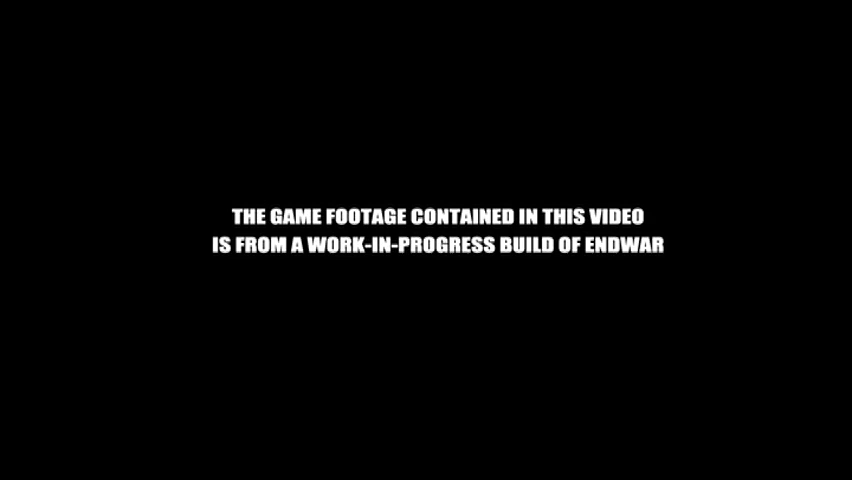 THE GAME FOOTAGE CONTAINED IN THIS VIDEO
IS FROM A WORK-IN-PROGRESS BUILD OF ENDWAR